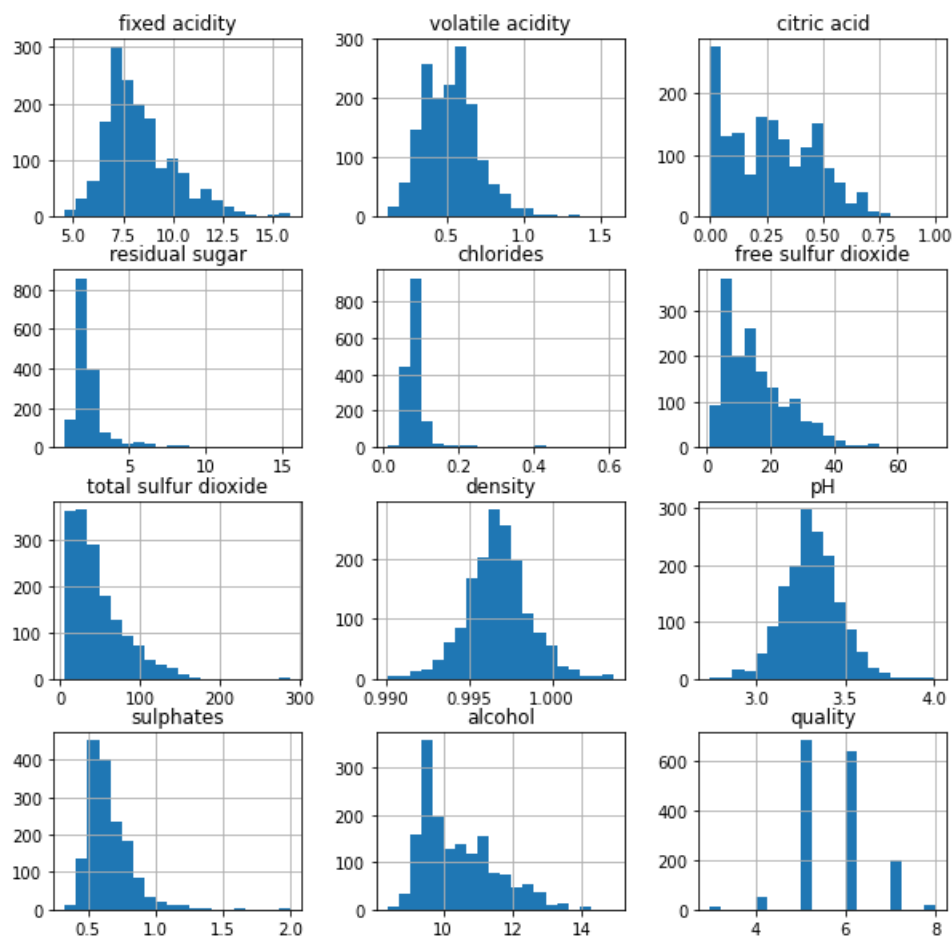 fixed acidity
volatile acidity
citric acid
300
200
100
0
5.0 7.5 10.0 12.5 15.0
300
200
100
0
0.5 1.0 1.5
200
100
0
0.00 0.25 0.50 0.75 1.00
residual sugar
chlorides
free sulfur dioxide
800
600
400
200
0
5 10 15
800
600
400
200
0
0.0 0.2 0.4 0.6
300
200
100
0
0 20 40 60
total sulfur dioxide
density
pH
300
200
100
0
0 100 200 300
200
100
0
0.990 0.995 1.000
300
200
100
0
3.0 3.5 4.0
sulphates
alcohol
quality
400
300
200
100
0
0.5 1.0 1.5 2.0
300
200
100
0
10 12 14
600
400
200
0
4 6 8